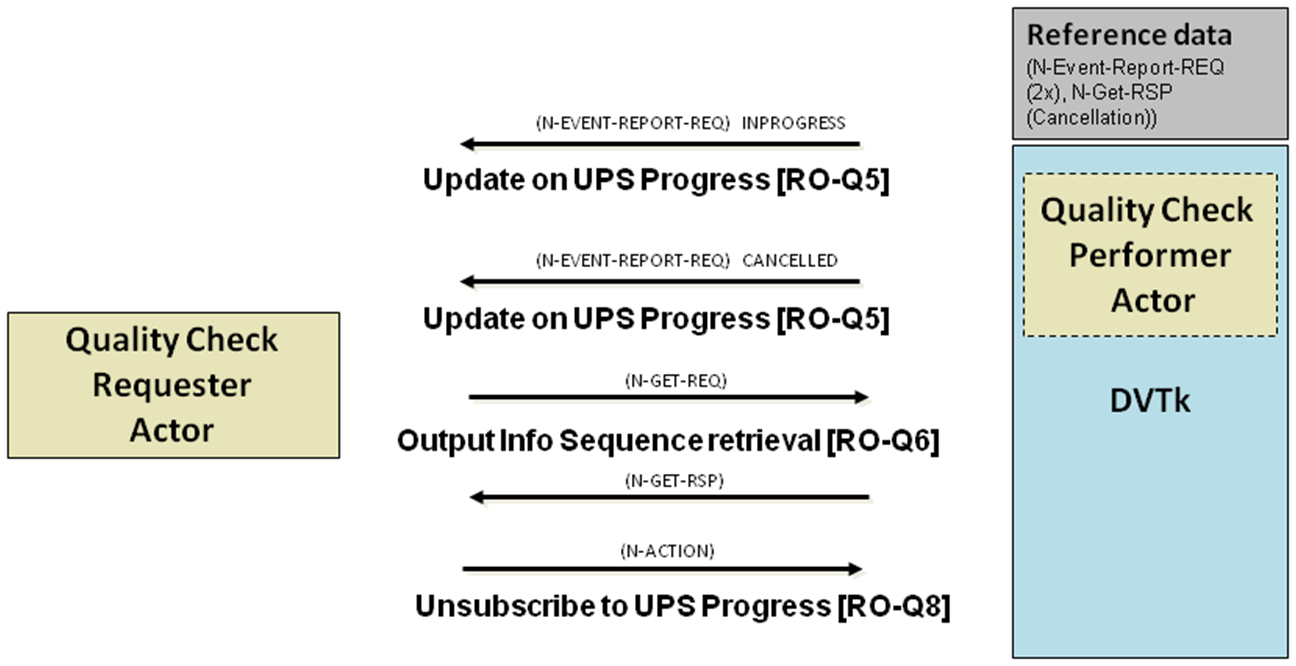 Reference data
(N-Event-Report-REQ
(2x), N-Get-RSP
(Cancellation))
(N-EVENT-REPORT-REQ) INPROGRESS
Update on UPS Progress [RO-Q5]
Quality Check
Performer
Actor
(N-EVENT-REPORT-REQ) CANCELLED
Update on UPS Progress [RO-Q5]
Quality Check
Requester
Actor
DVTk
(N-GET-REQ)
Output Info Sequence retrieval [RO-Q6]
(N-GET-RSP)
(N-ACTION)
Unsubscribe to UPS Progress [RO-Q8]